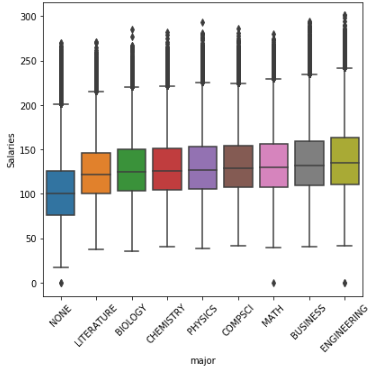 300
250
200
150
100
50
0
Salaries
NONE
LITERATURE
BIOLOGY
CHEMISTRY
PHYSICS
COMPSCI
MATH
BUSINESS
ENGINEERING
major